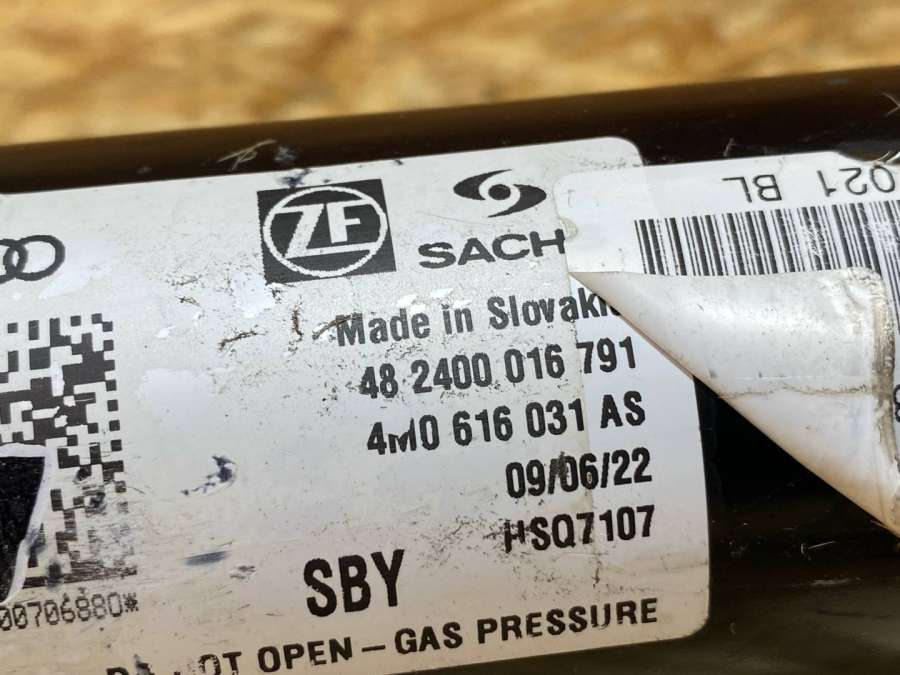 ZF
SACH
021 BL
Made in Slovaki
48 2400 016 791
4M0 616 031 AS
09/06/22
HSQ7107
SBY
00706880*
OT OPEN – GAS PRESSURE